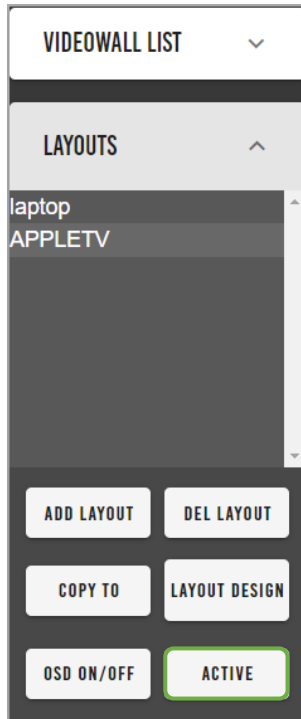 VIDEOWALL LIST
LAYOUTS
laptop
APPLETV
ADD LAYOUT
DEL LAYOUT
COPY TO
LAYOUT DESIGN
OSD ON/OFF
ACTIVE